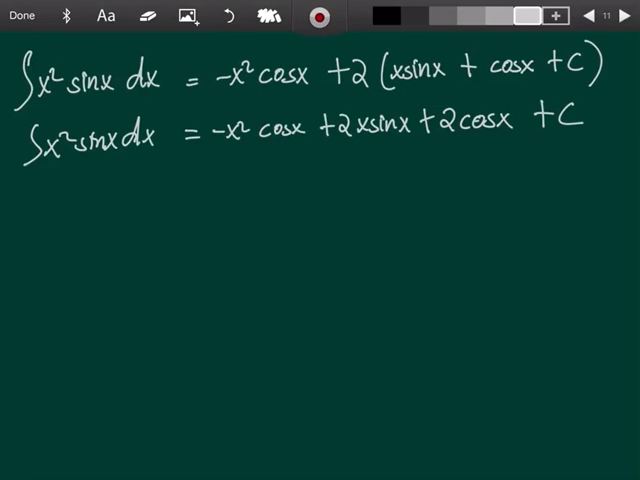 Done Aa 11
∫x² sinx dx = -x² cosx + 2 (xsinx + cosx + C)
∫x² sinx dx = -x² cosx + 2xsinx + 2cosx + C